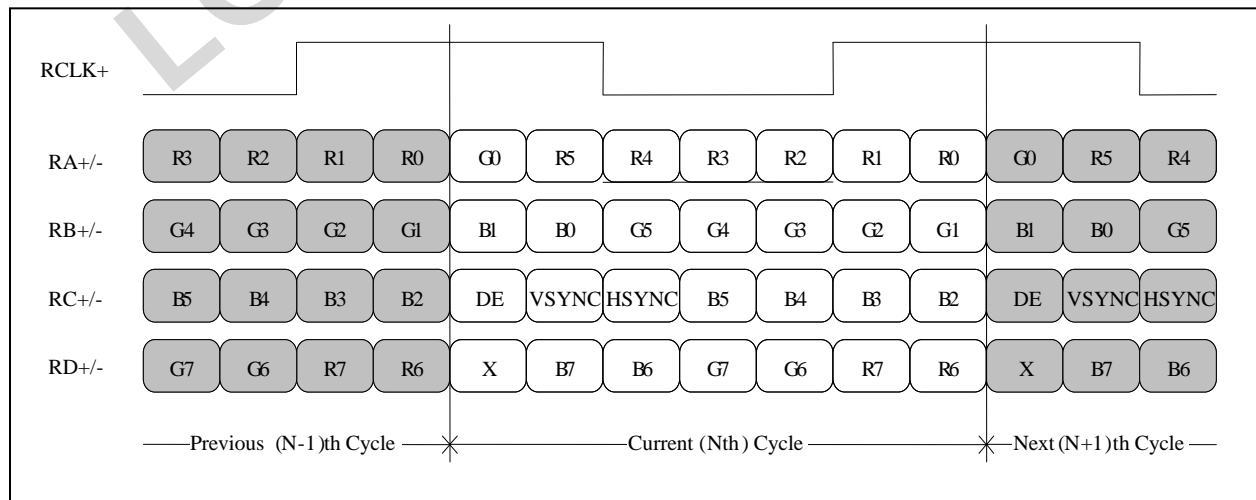 RCLK+
RA+/- R3 R2 R1 R0 G0 R5 R4 R3 R2 R1 R0 G0 R5 R4
RB+/- G4 G3 G2 G1 B1 B0 G5 G4 G3 G2 G1 B1 B0 G5
RC+/- B5 B4 B3 B2 DE VSYNC HSYNC B5 B4 B3 B2 DE VSYNC HSYNC
RD+/- G7 G6 R7 R6 X B7 B6 G7 G6 R7 R6 X B7 B6
Previous (N-1)th Cycle Current (Nth) Cycle Next (N+1)th Cycle